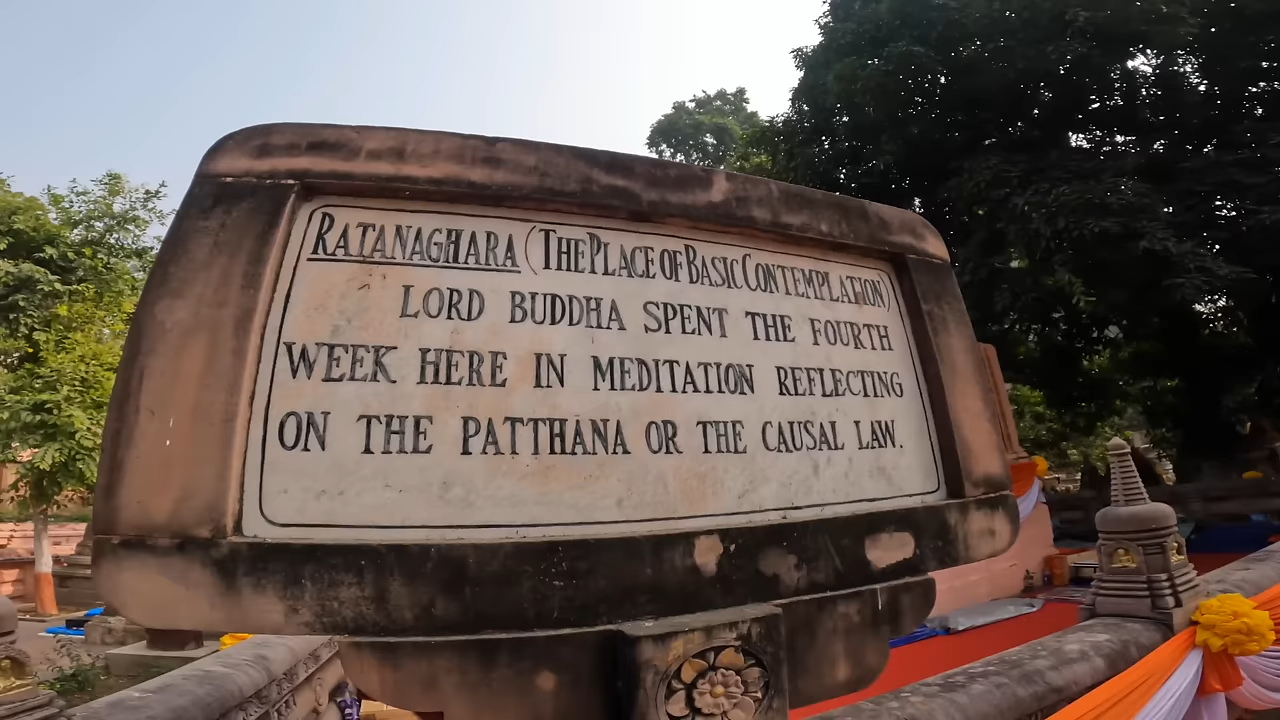 RATANAGHARA (THE PLACE OF BASIC CONTEMPLATION)
LORD BUDDHA SPENT THE FOURTH
WEEK HERE IN MEDITATION REFLECTING
ON THE PATTHANA OR THE CAUSAL LAW.